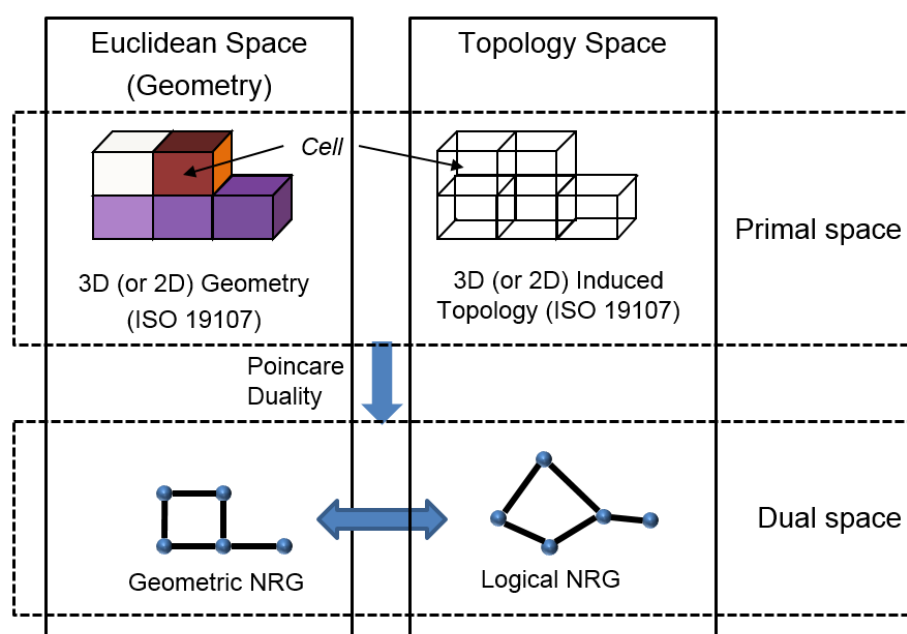 Euclidean Space
(Geometry)
Topology Space
Cell
3D (or 2D) Geometry
(ISO 19107)
3D (or 2D) Induced
Topology (ISO 19107)
Primal space
Poincare
Duality
Geometric NRG
Logical NRG
Dual space